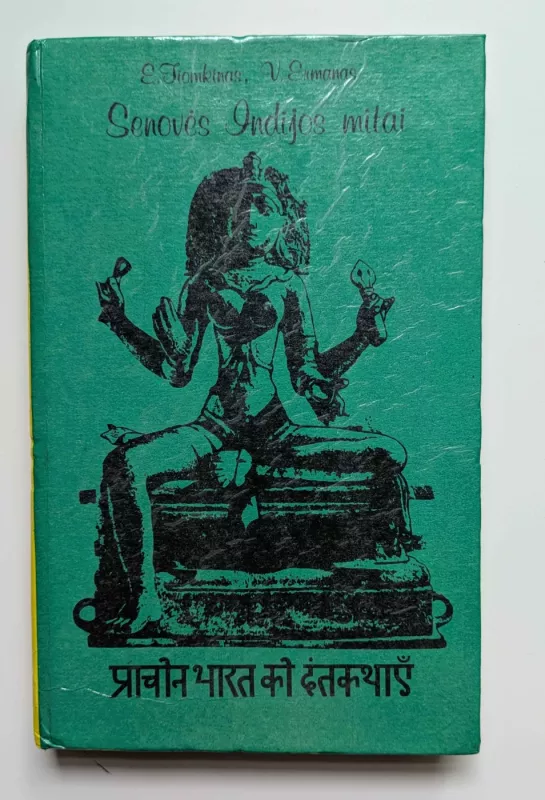 E. Tiomkinas, V. Ermanas
Senovės Indijos mitai
प्राचीन भारत की दंतकथाएँ